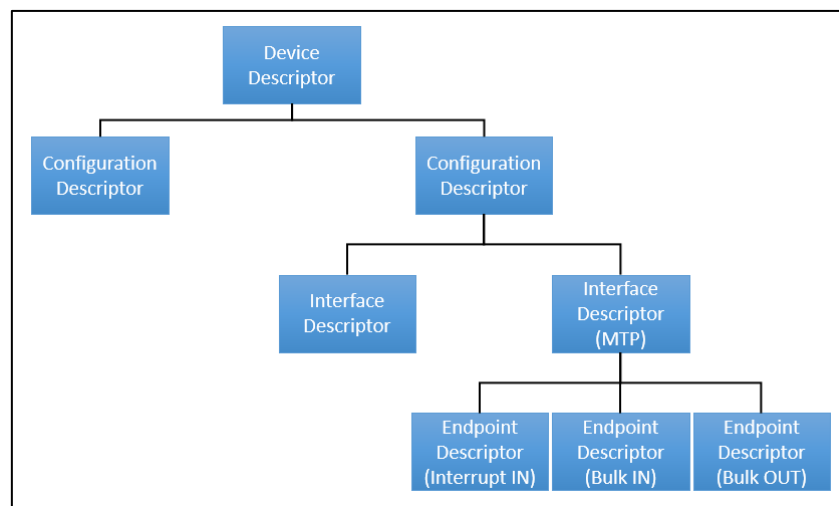 Device
Descriptor
Configuration
Descriptor
Configuration
Descriptor
Interface
Descriptor
Interface
Descriptor
(MTP)
Endpoint
Descriptor
(Interrupt IN)
Endpoint
Descriptor
(Bulk IN)
Endpoint
Descriptor
(Bulk OUT)